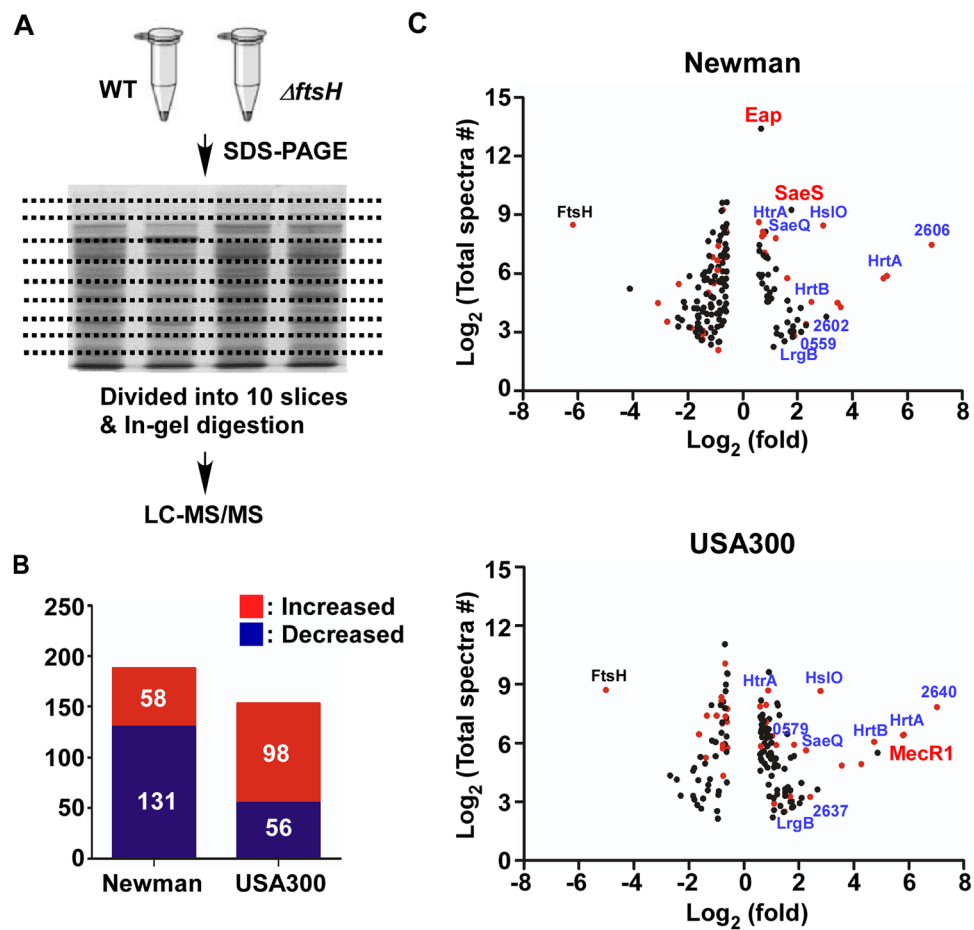 A
WT
ΔftsH
SDS-PAGE
Divided into 10 slices
& In-gel digestion
LC-MS/MS
B
250
200
150
100
50
0
: Increased
: Decreased
58
131
98
56
Newman
USA300
C
Newman
Log2 (Total spectra #)
15
12
9
6
3
0
Eap
SaeS
FtsH
HtrA
HslO
SaeQ
2606
HrtA
HrtB
2602
0559
LrgB
-8 -6 -4 -2 0 2 4 6 8
Log2 (fold)
USA300
Log2 (Total spectra #)
15
12
9
6
3
0
FtsH
HtrA
HslO
2640
0579
HrtB
HrtA
SaeQ
MecR1
2637
LrgB
-8 -6 -4 -2 0 2 4 6 8
Log2 (fold)